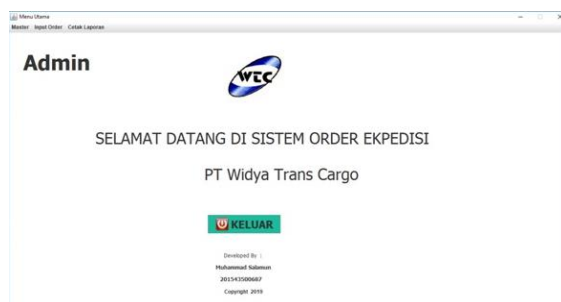 Menu Utama
Master Input Order Cetak Laporan
Admin
WTC
SELAMAT DATANG DI SISTEM ORDER EKPEDISI
PT Widya Trans Cargo
KELUAR
Developed By :
Muhammad Salamun
201543500687
Copyright 2019